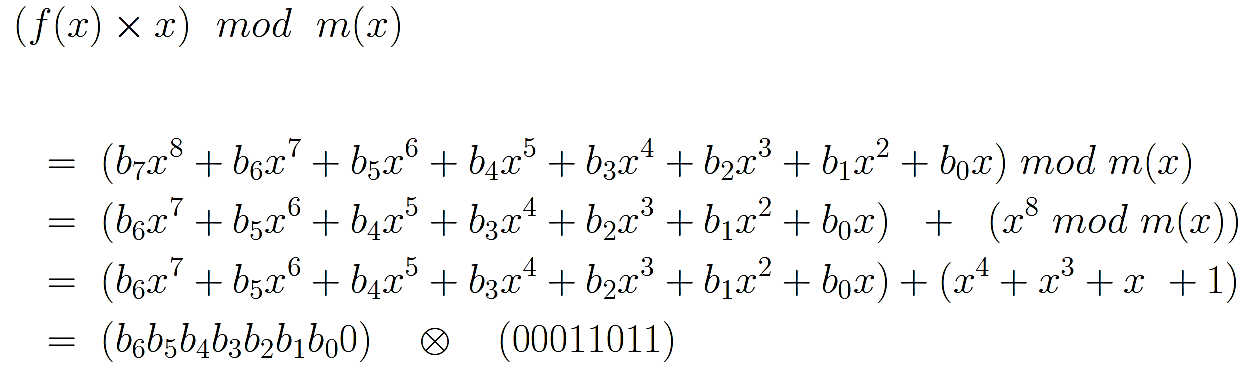 (f(x) × x) mod m(x)
= (b₇x⁸ + b₆x⁷ + b₅x⁶ + b₄x⁵ + b₃x⁴ + b₂x³ + b₁x² + b₀x) mod m(x)
= (b₆x⁷ + b₅x⁶ + b₄x⁵ + b₃x⁴ + b₂x³ + b₁x² + b₀x) + (x⁸ mod m(x))
= (b₆x⁷ + b₅x⁶ + b₄x⁵ + b₃x⁴ + b₂x³ + b₁x² + b₀x) + (x⁴ + x³ + x + 1)
= (b₆b₅b₄b₃b₂b₁b₀0) ⊗ (00011011)